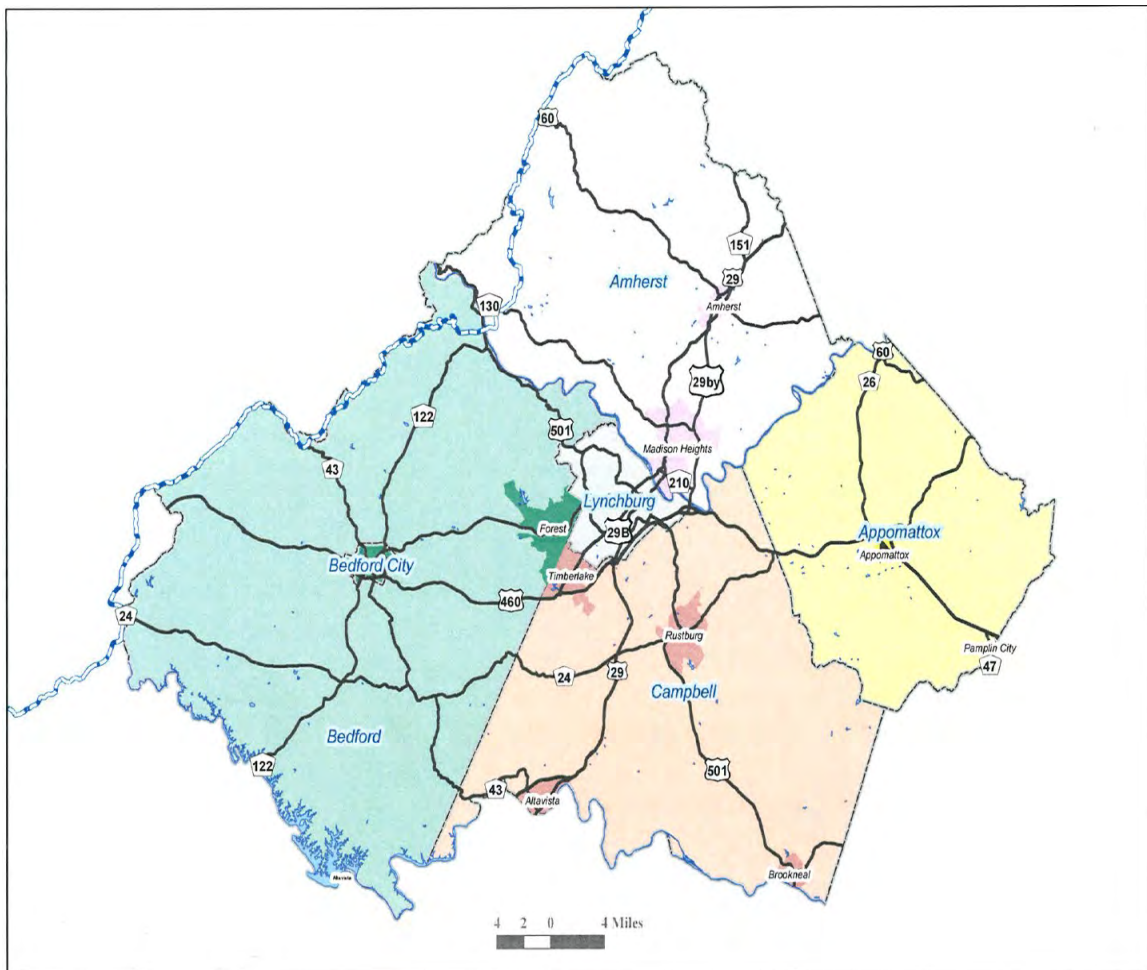 60
151
Amherst
29
130
Amherst
60
29by
26
122
501
Madison Heights
43
210
Lynchburg
Forest
29B
Appomattox
Appomattox
Bedford City
Timberlake
460
24
Rustburg
Pamplin City
47
24
29
Campbell
Bedford
122
501
43
Altavista
Brookneal
4 2 0 4 Miles